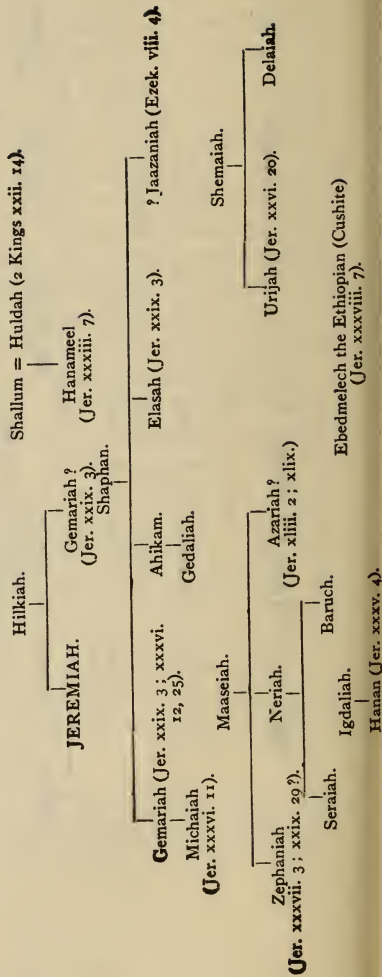 Hilkiah.
JEREMIAH.
Gemariah?
(Jer. xxix. 3).
Shallum = Huldah (2 Kings xxii. 14).
Hanameel
(Jer. xxxiii. 7).
Shaphan.
Gemariah (Jer. xxix. 3 ; xxxvi.
12, 25).
Michaiah
(Jer. xxxvi. 11).
Ahikam.
Gedaliah.
Elasah (Jer. xxix. 3).
? Jaazaniah (Ezek. viii. 4).
Maaseiah.
Zephaniah
(Jer. xxxvii. 3 ; xxix. 29?).
Neriah.
Azariah?
(Jer. xliii. 2 ; xlix.)
Seraiah.
Baruch.
Shemaiah.
Urijah (Jer. xxvi. 20).
Delaiah.
Igdaliah.
Hanan (Jer. xxxv. 4).
Ebedmelech the Ethiopian (Cushite)
(Jer. xxxviii. 7).